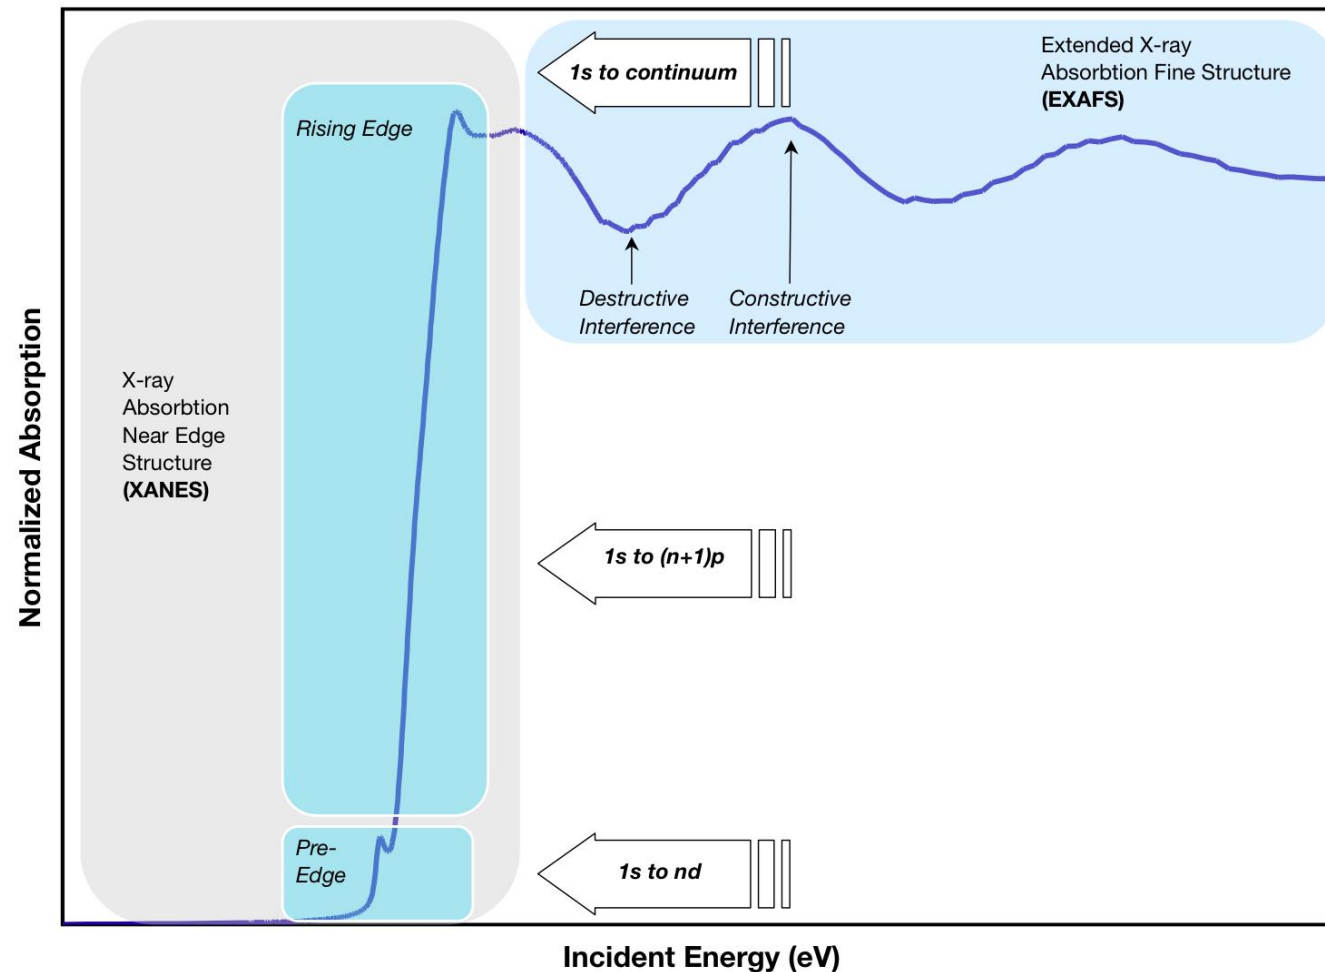 1s to continuum
Extended X-ray
Absorbtion Fine Structure
(EXAFS)
Rising Edge
Destructive
Interference
Constructive
Interference
X-ray
Absorbtion
Near Edge
Structure
(XANES)
1s to (n+1)p
Pre-
Edge
1s to nd
Normalized Absorption
Incident Energy (eV)